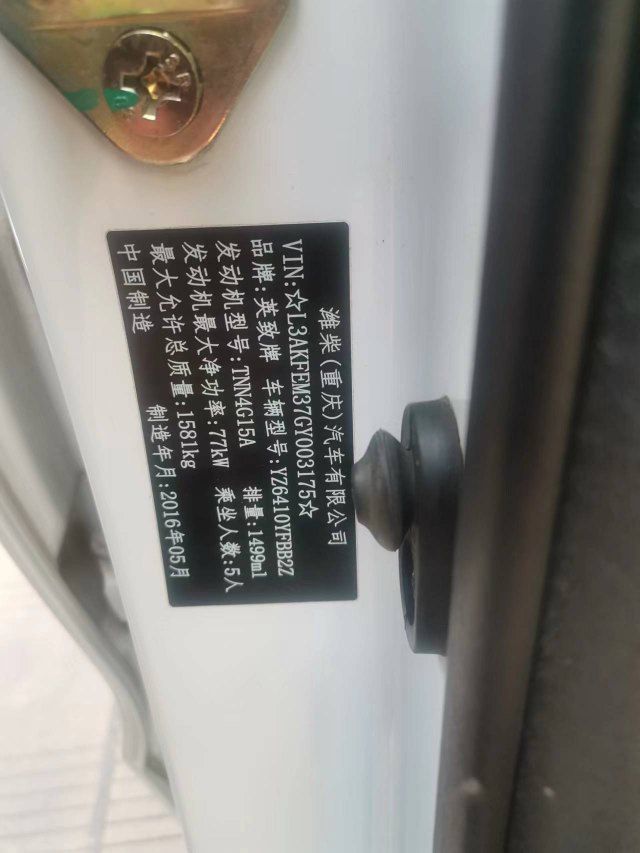 潍柴(重庆)汽车有限公司
VIN:☆L3AKFEM37GY003175☆
品牌:英致牌 车辆型号:YZ6410YFBB2Z
发动机型号:TNN4G15A 排量:1499ml
发动机最大净功率:77kW 乘坐人数:5人
最大允许总质量:1581kg
中国制造 制造年月:2016年05月